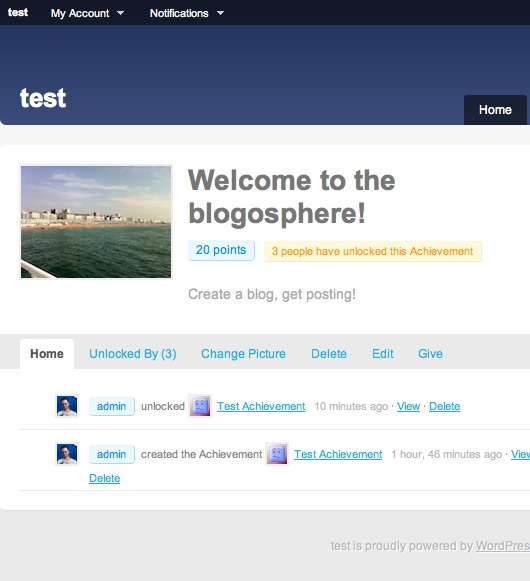 test My Account Notifications
test
Home
Welcome to the
blogosphere!
20 points 3 people have unlocked this Achievement
Create a blog, get posting!
Home Unlocked By (3) Change Picture Delete Edit Give
admin unlocked Test Achievement 10 minutes ago · View · Delete
admin created the Achievement Test Achievement 1 hour, 46 minutes ago · View
Delete
test is proudly powered by WordPres